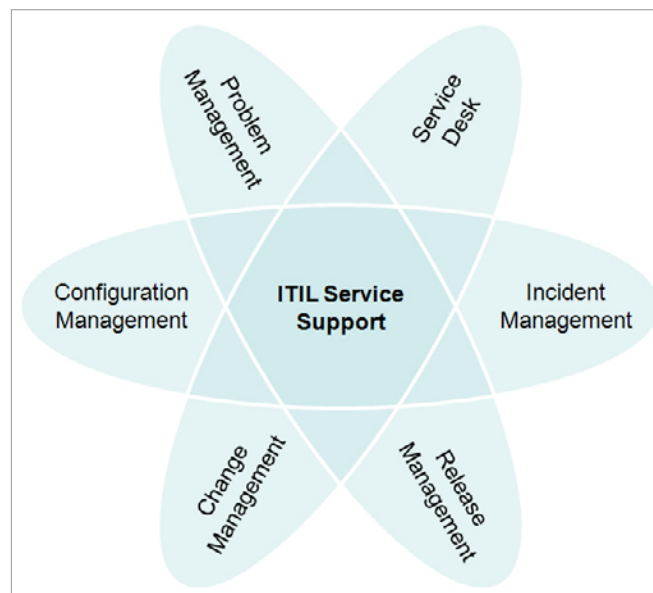 Problem
Management
Service
Desk
Configuration
Management
ITIL Service
Support
Incident
Management
Change
Management
Release
Management